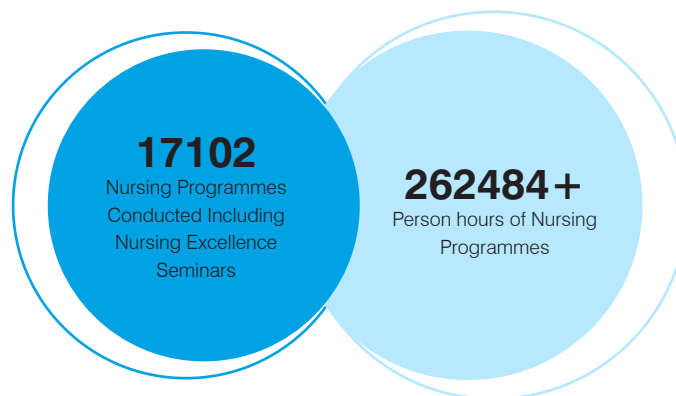 17102
Nursing Programmes
Conducted Including
Nursing Excellence
Seminars
262484+
Person hours of Nursing
Programmes